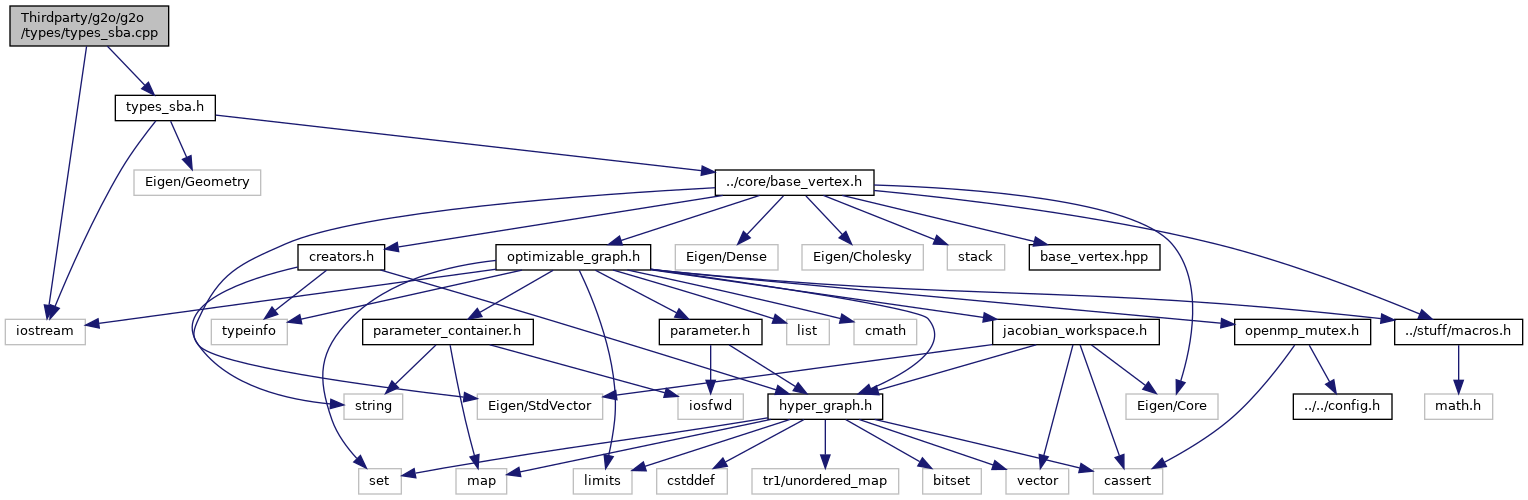 Thirdparty/g2o/g2o
/types/types_sba.cpp
types_sba.h
Eigen/Geometry
../core/base_vertex.h
creators.h
optimizable_graph.h
Eigen/Dense
Eigen/Cholesky
stack
base_vertex.hpp
iostream
typeinfo
parameter_container.h
parameter.h
list
cmath
jacobian_workspace.h
openmp_mutex.h
../stuff/macros.h
string
Eigen/StdVector
iosfwd
hyper_graph.h
Eigen/Core
../../config.h
math.h
set
map
limits
cstddef
tr1/unordered_map
bitset
vector
cassert